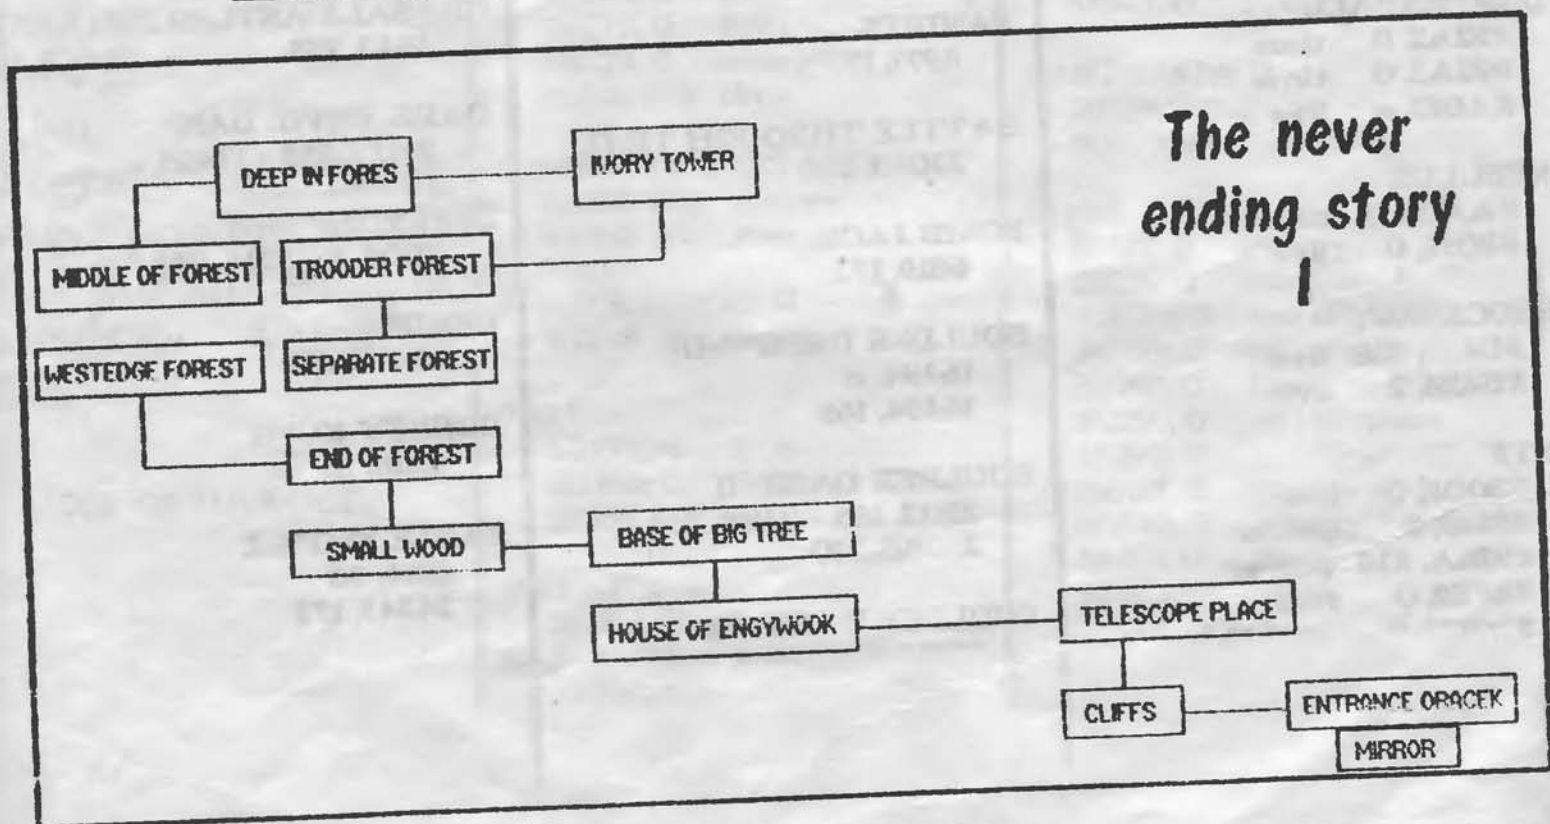 The never
ending story
I
DEEP IN FORES
IVORY TOWER
MIDDLE OF FOREST
TROODER FOREST
WESTEDGE FOREST
SEPARATE FOREST
END OF FOREST
SMALL WOOD
BASE OF BIG TREE
HOUSE OF ENGYWOOK
TELESCOPE PLACE
CLIFFS
ENTRANCE ORACEK
MIRROR